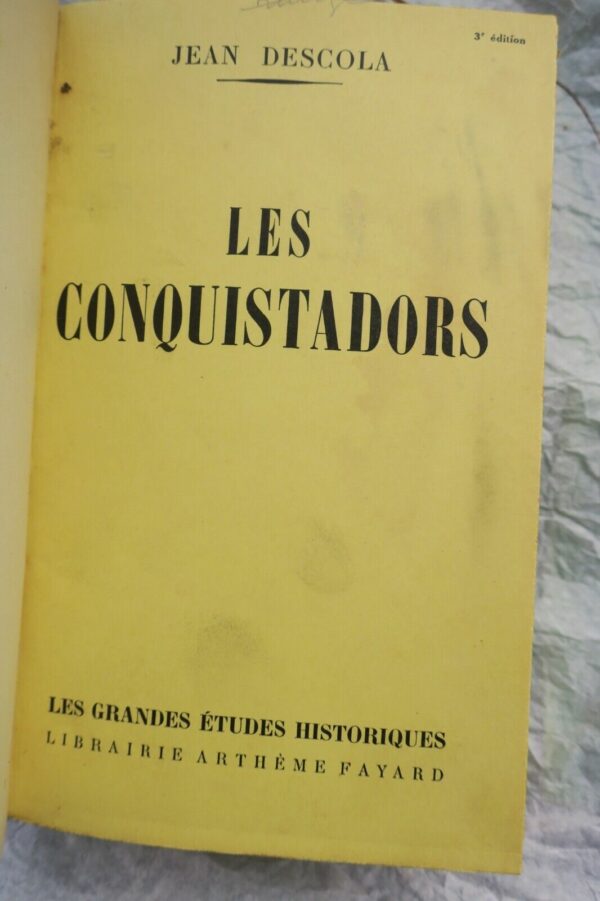 3e édition
JEAN DESCOLA
LES
CONQUISTADORS
LES GRANDES ÉTUDES HISTORIQUES
LIBRAIRIE ARTHÈME FAYARD